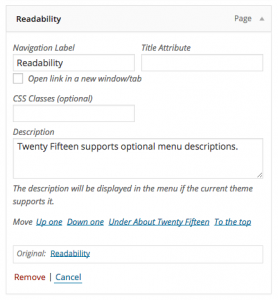 Readability Page
Navigation Label Title Attribute
Readability
Open link in a new window/tab
CSS Classes (optional)
Description
Twenty Fifteen supports optional menu descriptions.
The description will be displayed in the menu if the current theme
supports it.
Move Up one Down one Under About Twenty Fifteen To the top
Original: Readability
Remove | Cancel